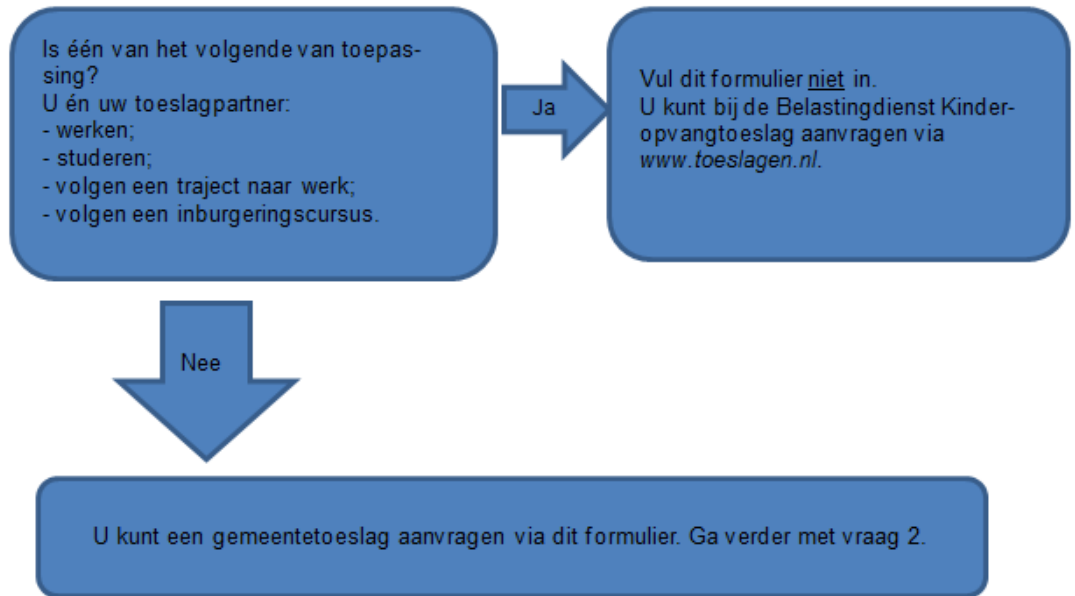 Is één van het volgende van toepas-
sing?
U én uw toeslagpartner:
- werken;
- studeren;
- volgen een traject naar werk;
- volgen een inburgeringscursus.
Ja
Vul dit formulier niet in.
U kunt bij de Belastingdienst Kinder-
opvangtoeslag aanvragen via
www.toeslagen.nl.
Nee
U kunt een gemeentetoeslag aanvragen via dit formulier. Ga verder met vraag 2.